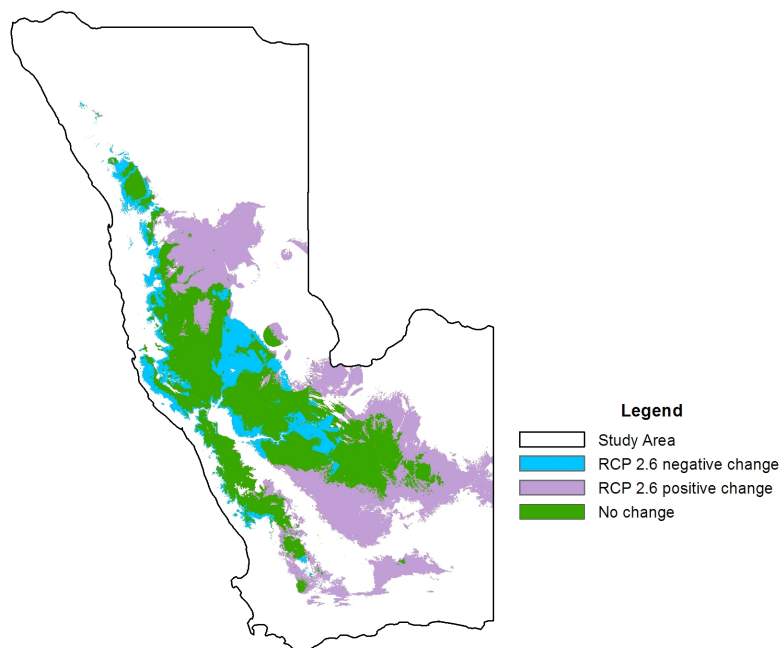 Legend
Study Area
RCP 2.6 negative change
RCP 2.6 positive change
No change